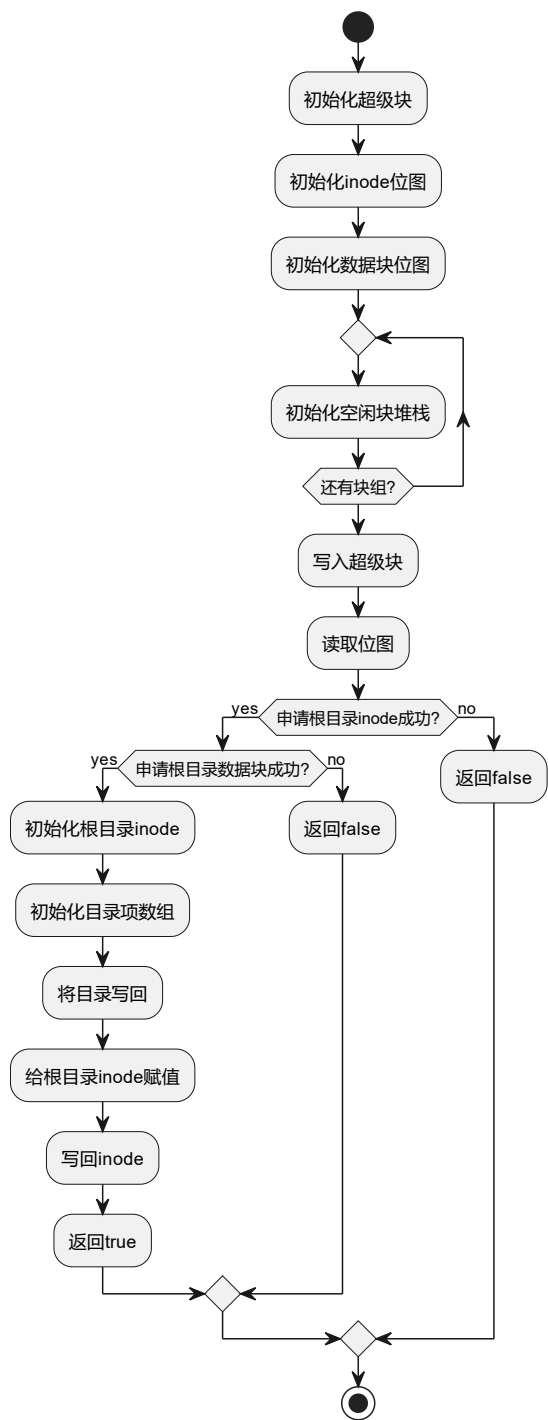 初始化超级块
初始化inode位图
初始化数据块位图
初始化空闲块堆栈
还有块组?
写入超级块
读取位图
yes
申请根目录inode成功?
no
yes
申请根目录数据块成功?
no
返回false
初始化根目录inode
返回false
初始化目录项数组
将目录写回
给根目录inode赋值
写回inode
返回true